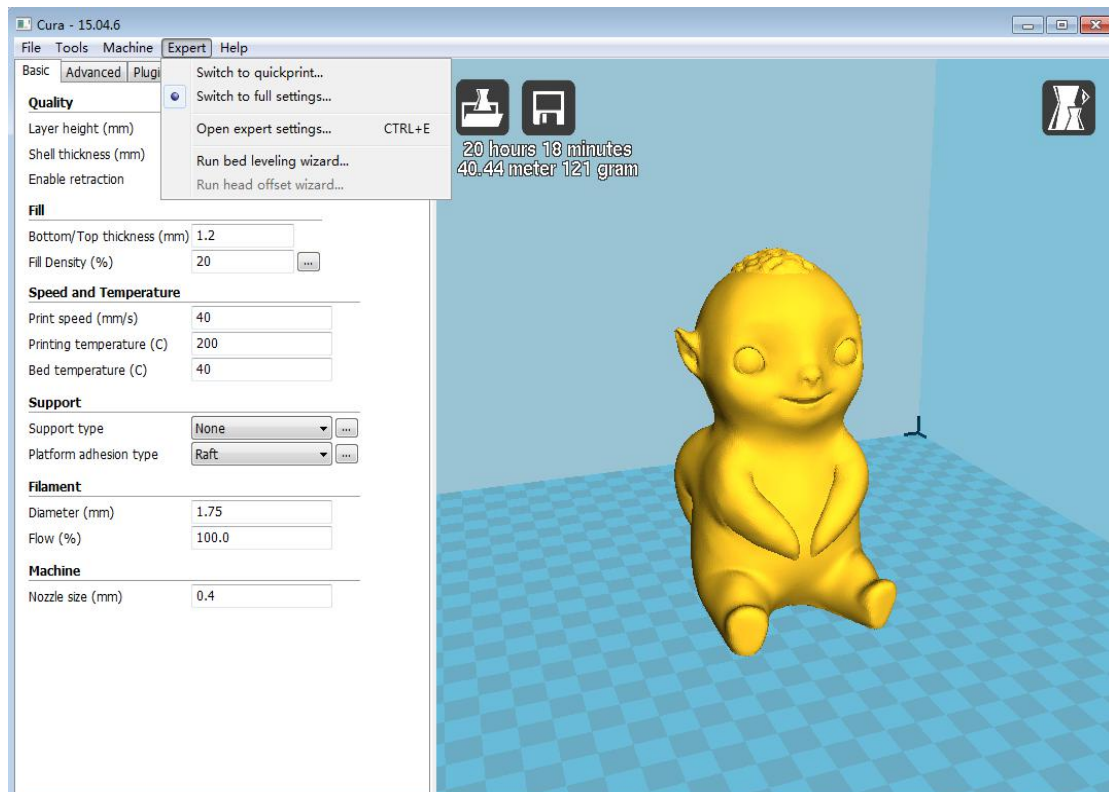 Cura - 15.04.6
File Tools Machine Expert Help
Basic Advanced Plugi
Switch to quickprint...
Switch to full settings...
Open expert settings... CTRL+E
Run bed leveling wizard...
Run head offset wizard...
Quality
Layer height (mm)
Shell thickness (mm)
Enable retraction
20 hours 18 minutes
40.44 meter 121 gram
Fill
Bottom/Top thickness (mm) 1.2
Fill Density (%) 20 ...
Speed and Temperature
Print speed (mm/s) 40
Printing temperature (C) 200
Bed temperature (C) 40
Support
Support type None ...
Platform adhesion type Raft ...
Filament
Diameter (mm) 1.75
Flow (%) 100.0
Machine
Nozzle size (mm) 0.4